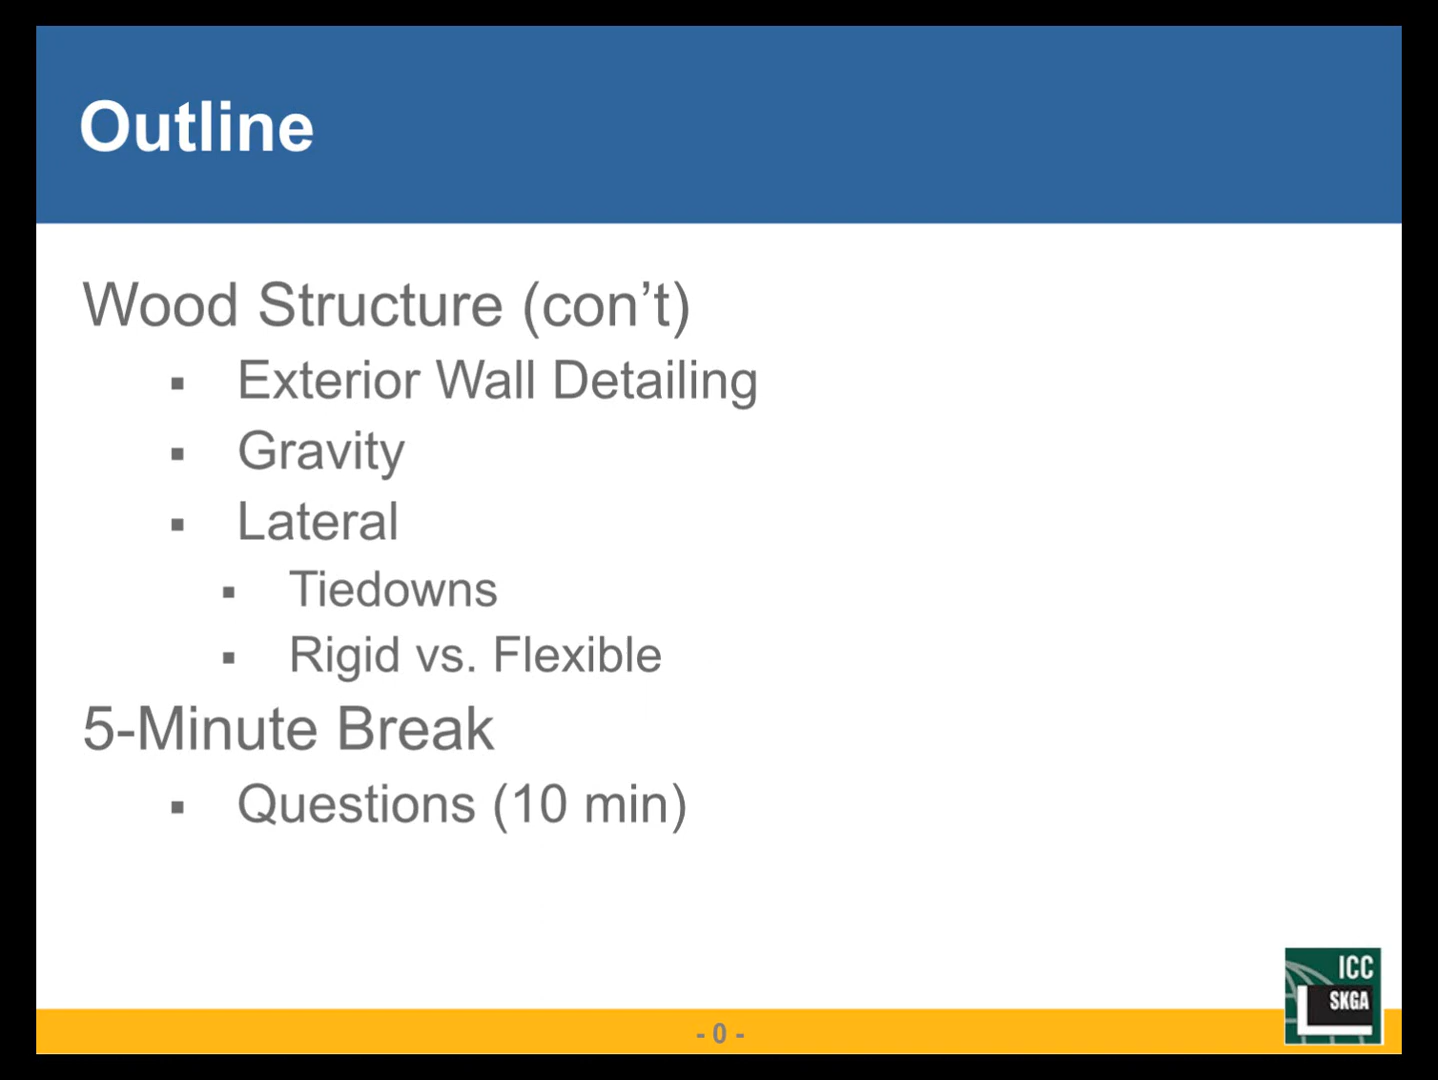 Outline
Wood Structure (con’t)
▪ Exterior Wall Detailing
▪ Gravity
▪ Lateral
▪ Tiedowns
▪ Rigid vs. Flexible
5-Minute Break
▪ Questions (10 min)
ICC
SKGA
- 0 -